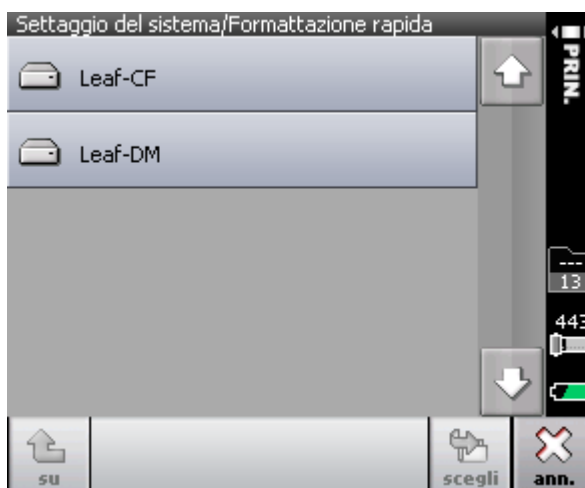 Settaggio del sistema/Formattazione rapida
PRIN.
Leaf-CF
Leaf-DM
---
13
443
su
scegli
ann.